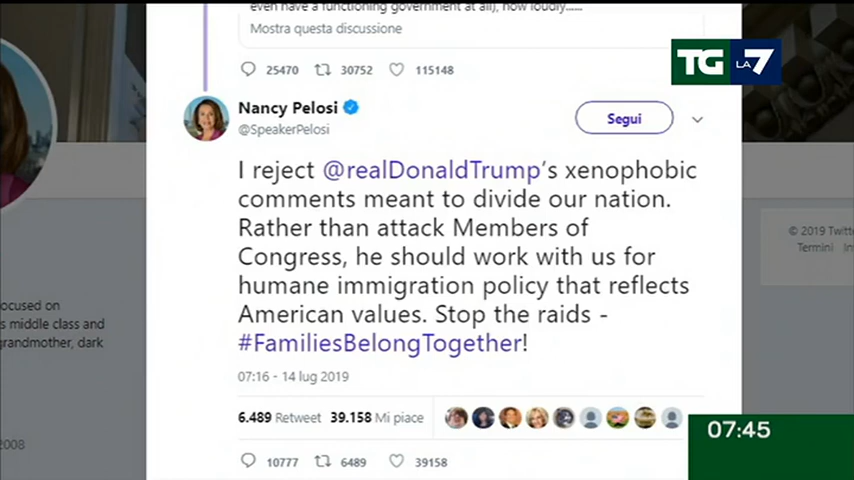 even have a functioning government at all), now loudly......
Mostra questa discussione
25470 30752 115148
TG LA 7
Nancy Pelosi
@SpeakerPelosi
Segui
I reject @realDonaldTrump's xenophobic
comments meant to divide our nation.
Rather than attack Members of
Congress, he should work with us for
humane immigration policy that reflects
American values. Stop the raids -
#FamiliesBelongTogether!
07:16 - 14 lug 2019
6.489 Retweet 39.158 Mi piace
10777 6489 39158
© 2019 Twitte
Termini
ocused on
s middle class and
grandmother, dark
2008
07:45